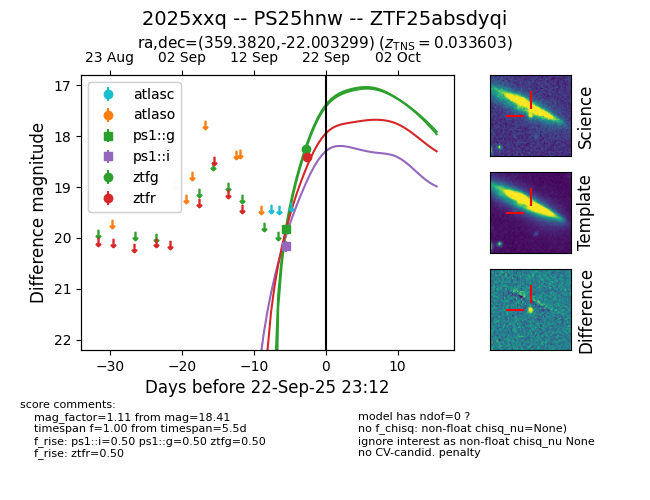 2025xxq -- PS25hnw -- ZTF25absdyqi
ra,dec=(359.3820,-22.003299) (z_TNS = 0.033603)
23 Aug 02 Sep 12 Sep 22 Sep 02 Oct
17
18
19
20
21
22
Difference magnitude
atlasc
atlaso
ps1::g
ps1::i
ztfg
ztfr
−30 −20 −10 0 10
Days before 22-Sep-25 23:12
Science
Template
Difference
score comments:
mag_factor=1.11 from mag=18.41
timespan f=1.00 from timespan=5.5d
f_rise: ps1::i=0.50 ps1::g=0.50 ztfg=0.50
f_rise: ztfr=0.50
model has ndof=0 ?
no f_chisq: non-float chisq_nu=None)
ignore interest as non-float chisq_nu None
no CV-candid. penalty